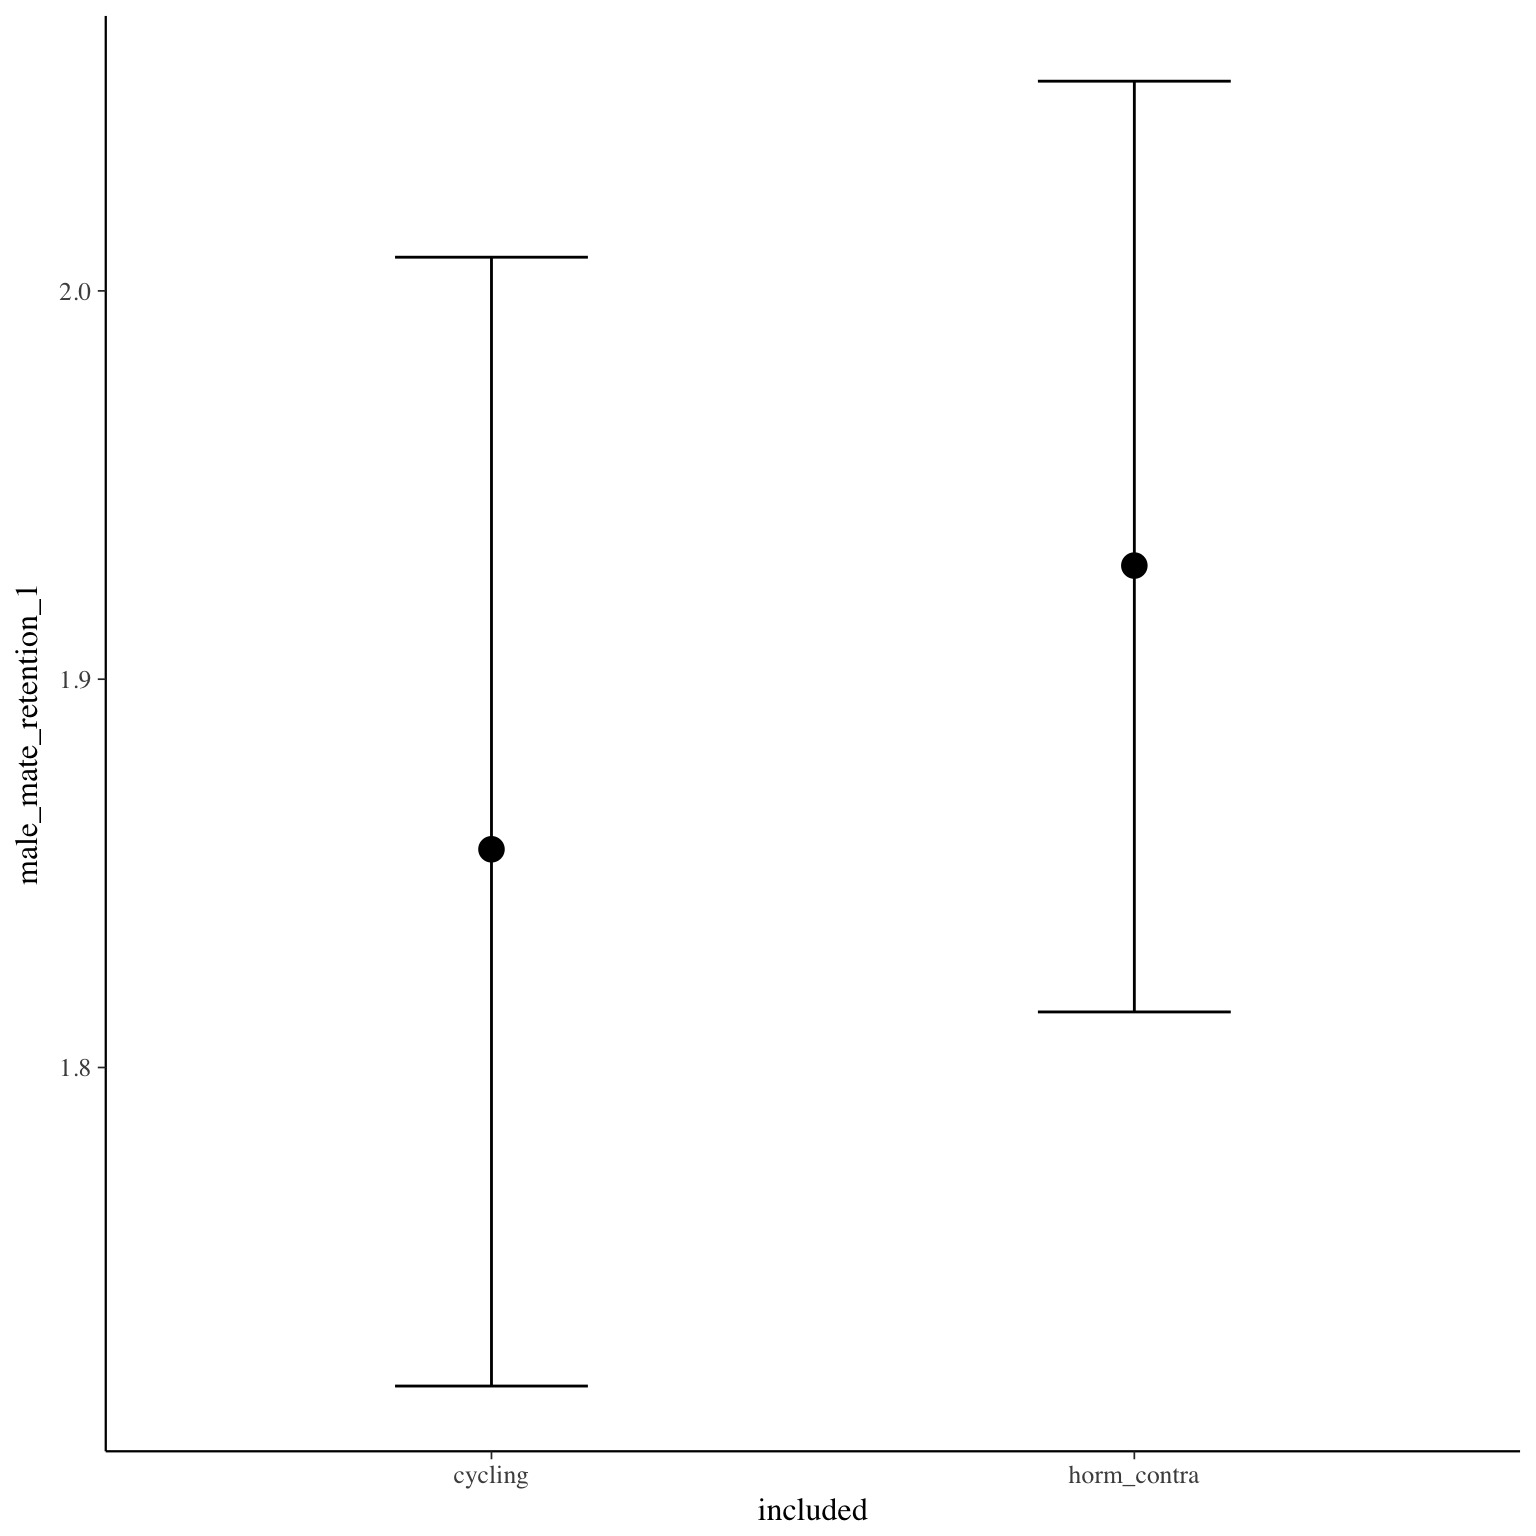 male_mate_retention_1
2.0
1.9
1.8
cycling
horm_contra
included